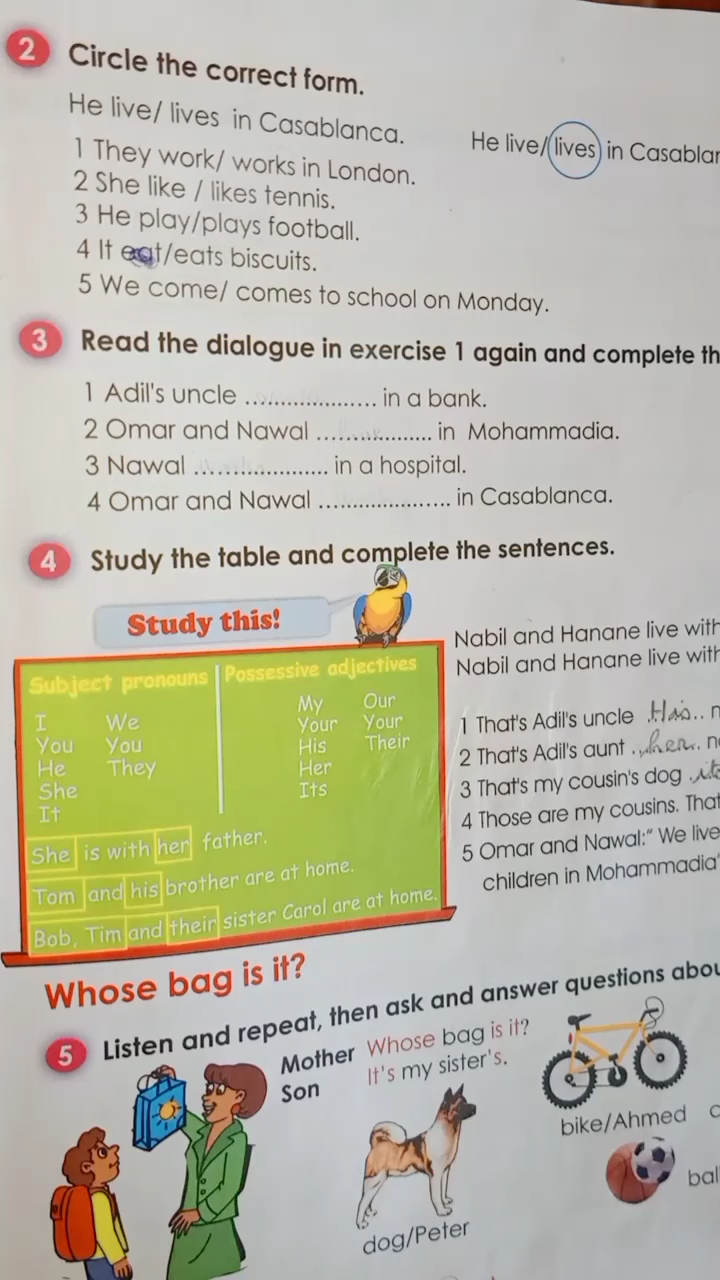 2 Circle the correct form.
He live/ lives in Casablanca.
He live/ lives in Casablan
1 They work/ works in London.
2 She like / likes tennis.
3 He play/plays football.
4 It eat/eats biscuits.
5 We come/ comes to school on Monday.
3 Read the dialogue in exercise 1 again and complete th
1 Adil's uncle ................... in a bank.
2 Omar and Nawal ................. in Mohammadia.
3 Nawal ................... in a hospital.
4 Omar and Nawal ................... in Casablanca.
4 Study the table and complete the sentences.
Study this!
Subject pronouns Possessive adjectives
I We My Our
You You Your Your
He They His Their
She Her
It Its
She is with her father.
Tom and his brother are at home.
Bob, Tim and their sister Carol are at home.
Nabil and Hanane live with
Nabil and Hanane live with
1 That's Adil's uncle .His.. n
2 That's Adil's aunt ..her.. n
3 That's my cousin's dog .its
4 Those are my cousins. That
5 Omar and Nawal:" We live
children in Mohammadia"
Whose bag is it?
5 Listen and repeat, then ask and answer questions abou
Mother Whose bag is it?
Son It's my sister's.
bike/Ahmed
bal
dog/Peter